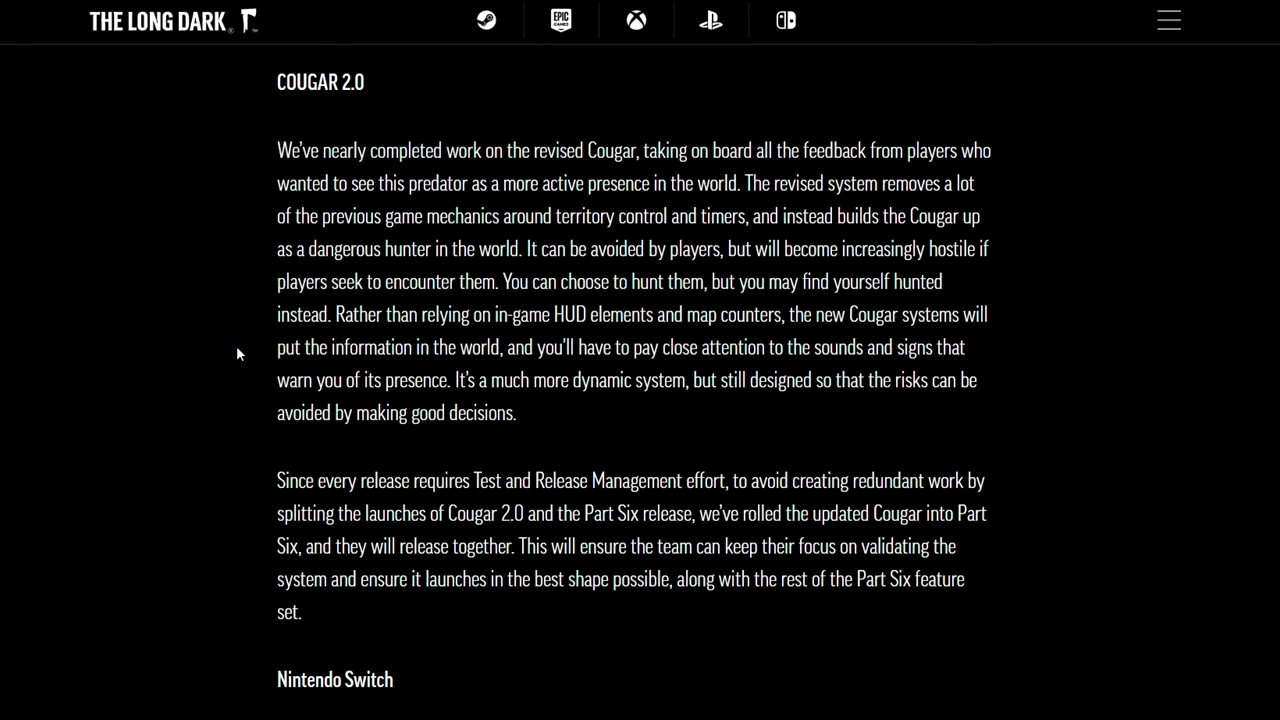 THE LONG DARK
EPIC GAMES
COUGAR 2.0
We’ve nearly completed work on the revised Cougar, taking on board all the feedback from players who
wanted to see this predator as a more active presence in the world. The revised system removes a lot
of the previous game mechanics around territory control and timers, and instead builds the Cougar up
as a dangerous hunter in the world. It can be avoided by players, but will become increasingly hostile if
players seek to encounter them. You can choose to hunt them, but you may find yourself hunted
instead. Rather than relying on in-game HUD elements and map counters, the new Cougar systems will
put the information in the world, and you’ll have to pay close attention to the sounds and signs that
warn you of its presence. It’s a much more dynamic system, but still designed so that the risks can be
avoided by making good decisions.
Since every release requires Test and Release Management effort, to avoid creating redundant work by
splitting the launches of Cougar 2.0 and the Part Six release, we’ve rolled the updated Cougar into Part
Six, and they will release together. This will ensure the team can keep their focus on validating the
system and ensure it launches in the best shape possible, along with the rest of the Part Six feature
set.
Nintendo Switch